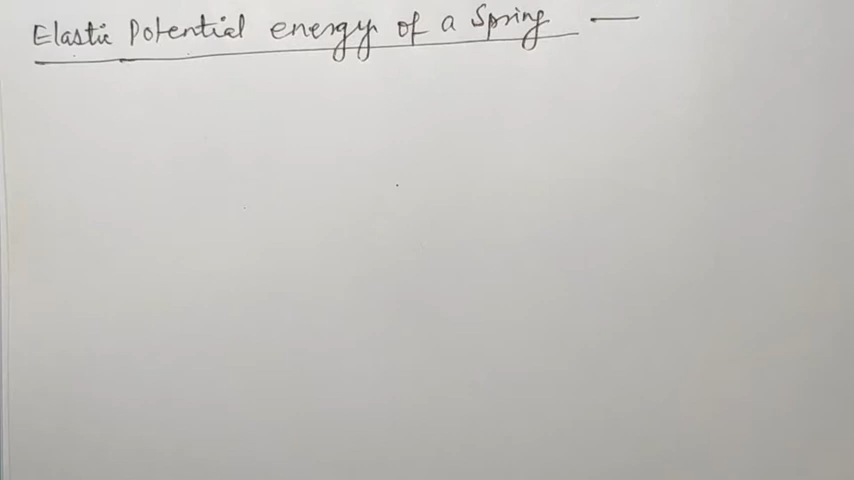 Elastic Potential energy of a Spring —